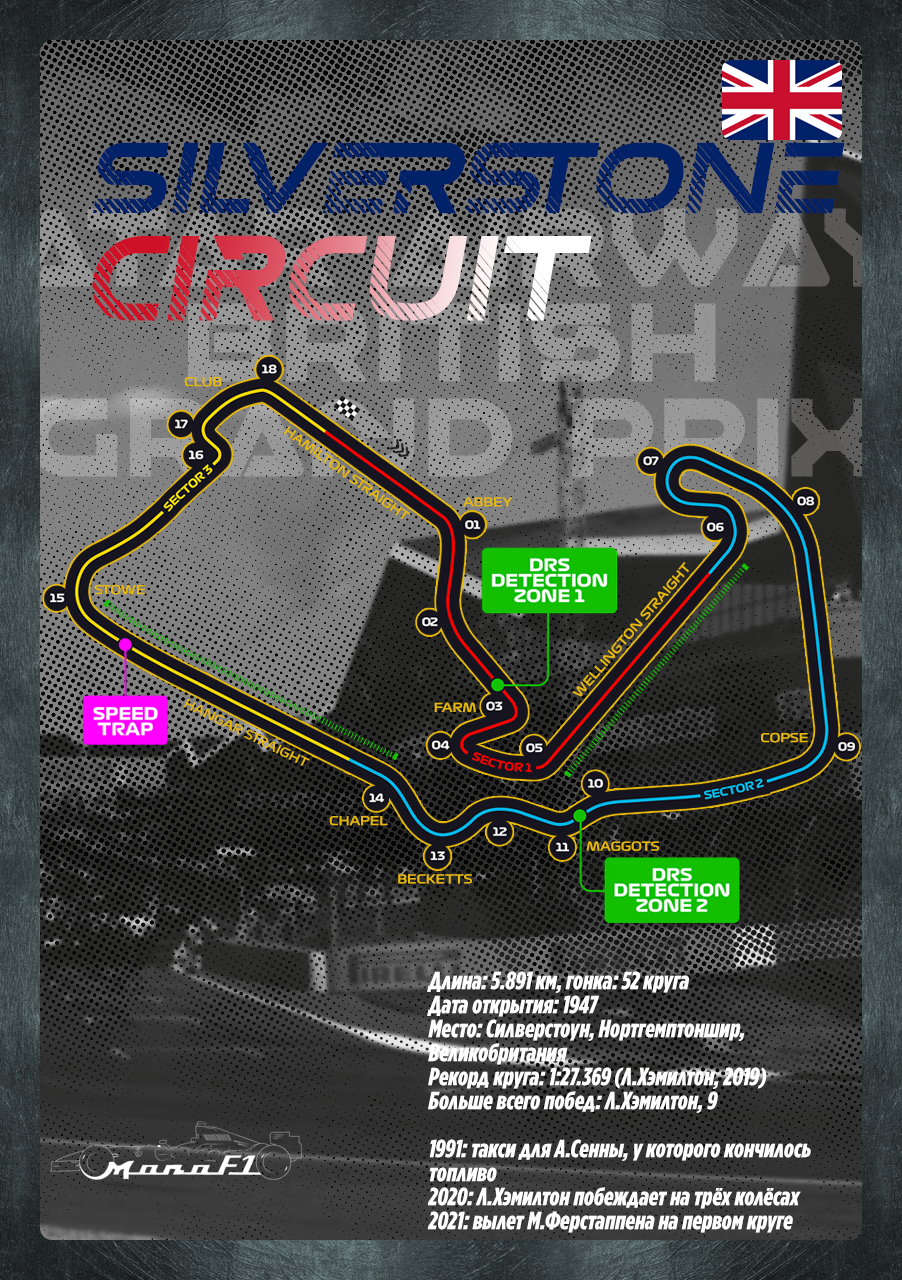 SILVERSTONE
CIRCUIT
BRITISH
GRAND PRIX
18
CLUB
17
16
SECTOR 3
HAMILTON STRAIGHT
ABBEY
01
07
08
06
DRS
DETECTION
ZONE 1
15
STOWE
02
WELLINGTON STRAIGHT
SPEED
TRAP
HANGAR STRAIGHT
FARM
03
04
05
SECTOR 1
COPSE
09
10
SECTOR 2
14
CHAPEL
12
13
11
MAGGOTS
BECKETTS
DRS
DETECTION
ZONE 2
Длина: 5.891 км, гонка: 52 круга
Дата открытия: 1947
Место: Силверстоун, Нортгемптоншир,
Великобритания
Рекорд круга: 1:27.369 (Л.Хэмилтон, 2019)
Больше всего побед: Л.Хэмилтон, 9
1991: такси для А.Сенны, у которого кончилось
топливо
2020: Л.Хэмилтон побеждает на трёх колёсах
2021: вылет М.Ферстаппена на первом круге
МапаF1